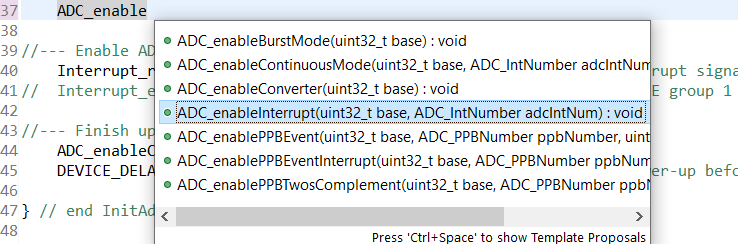 37 ADC_enable
38
ADC_enableBurstMode(uint32_t base) : void
39 //--- Enable AD
ADC_enableContinuousMode(uint32_t base, ADC_IntNumber adcIntNum
40 Interrupt_r rupt signa
ADC_enableConverter(uint32_t base) : void
41 // Interrupt_e E group 1
ADC_enableInterrupt(uint32_t base, ADC_IntNumber adcIntNum) : void
42
ADC_enablePPBEvent(uint32_t base, ADC_PPBNumber ppbNumber, uint
43 //--- Finish up
ADC_enablePPBEventInterrupt(uint32_t base, ADC_PPBNumber ppbNum
44 ADC_enableC
ADC_enablePPBTwosComplement(uint32_t base, ADC_PPBNumber ppbN
45 DEVICE_DELA er-up befo
46
47 } // end InitAd
48
Press 'Ctrl+Space' to show Template Proposals